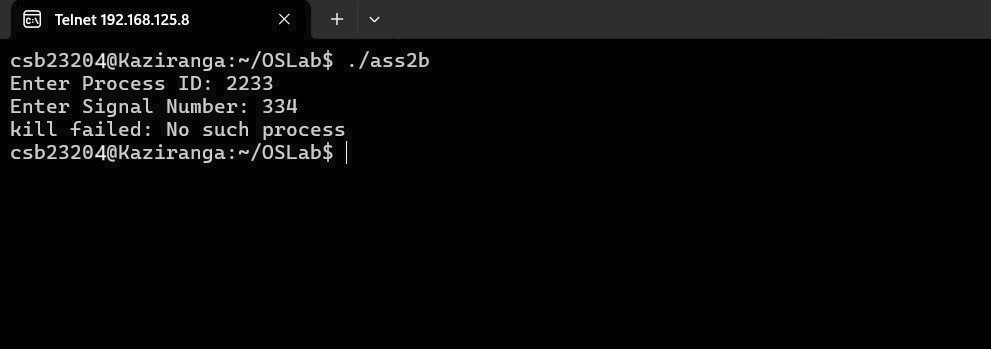 Telnet 192.168.125.8
csb23204@Kaziranga:~/OSLab$ ./ass2b
Enter Process ID: 2233
Enter Signal Number: 334
kill failed: No such process
csb23204@Kaziranga:~/OSLab$